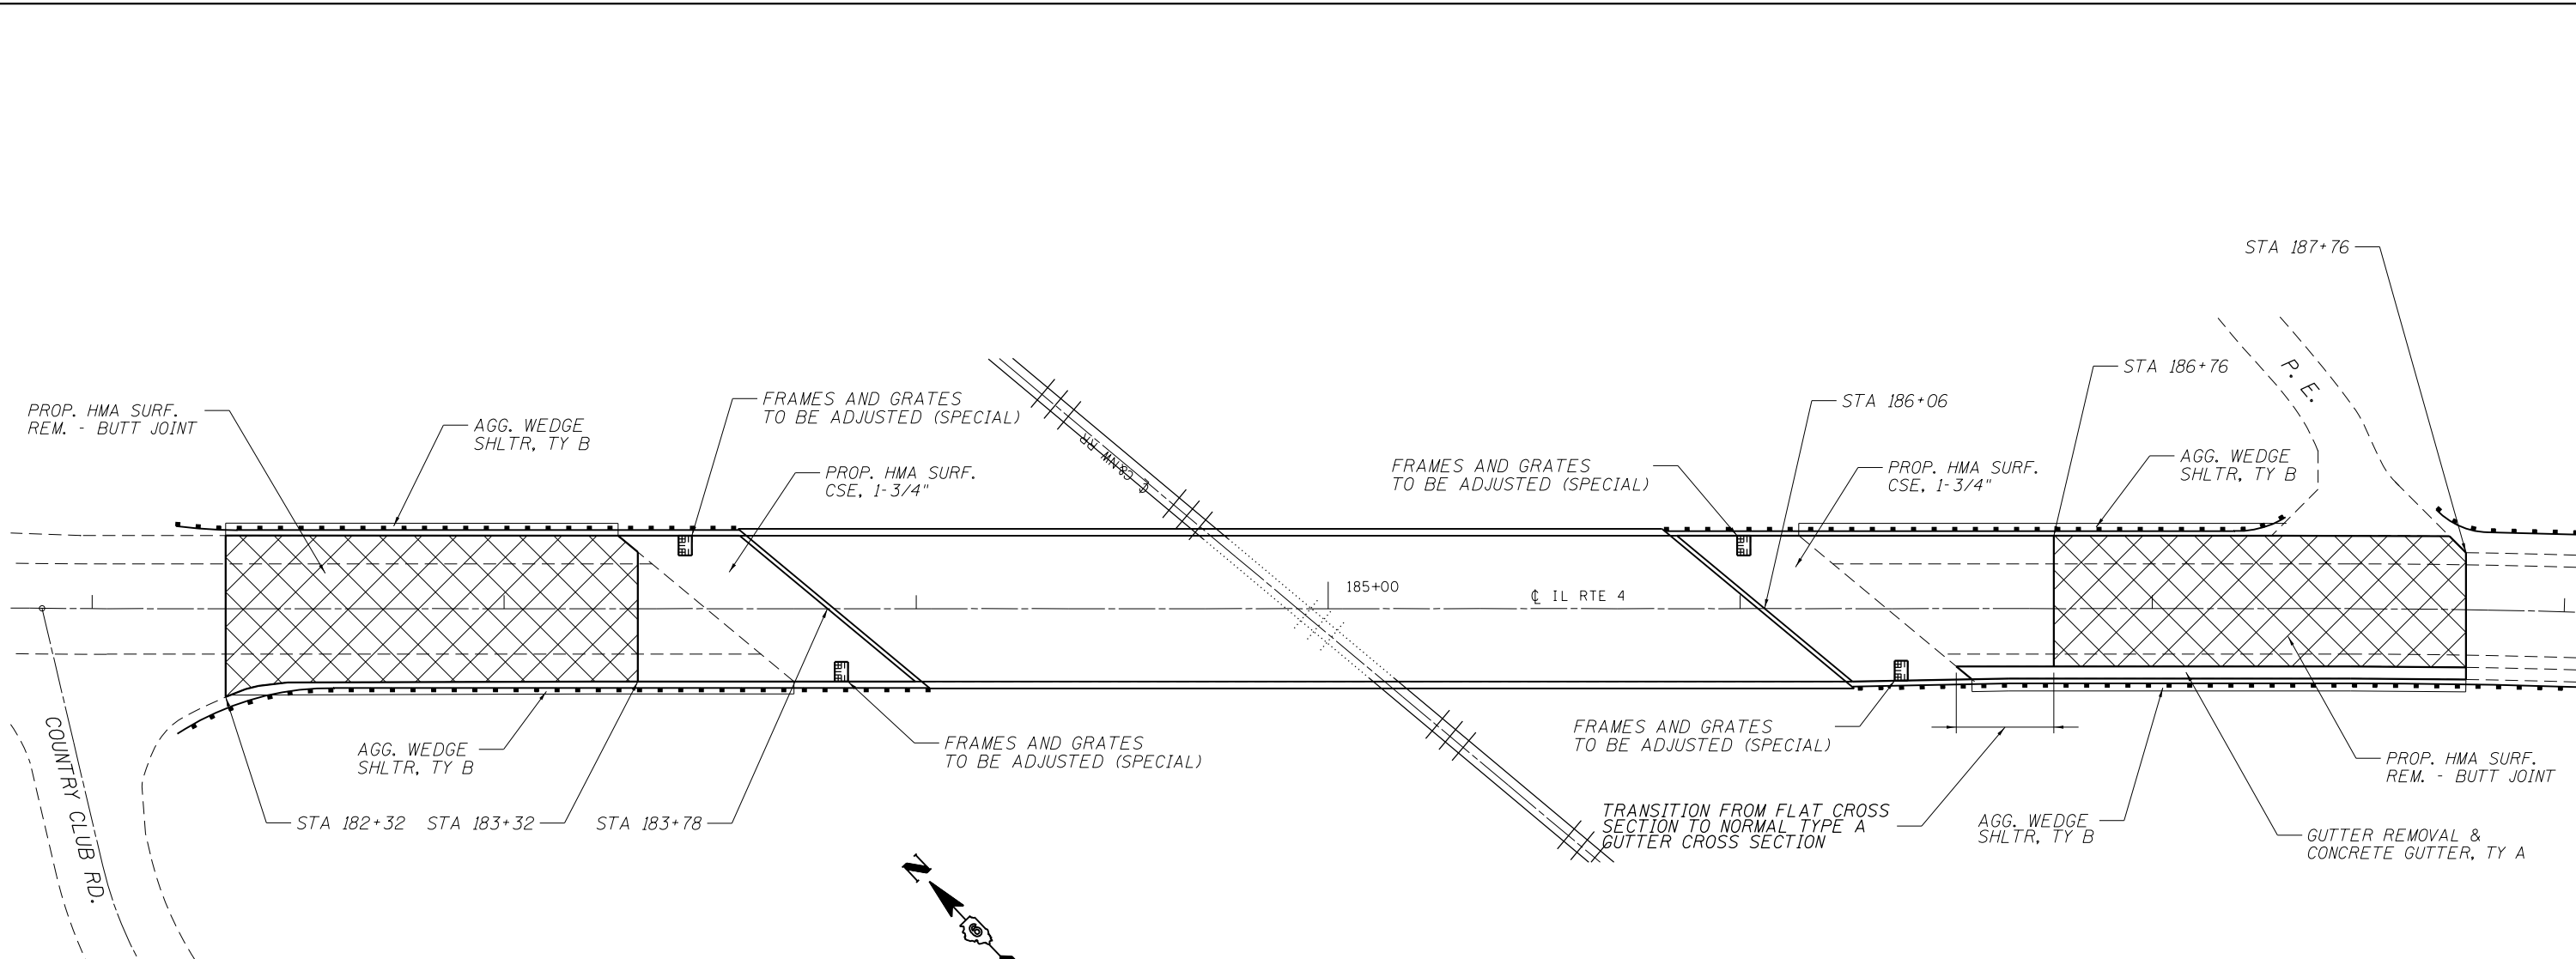 STA 187+76
STA 186+76
P. E.
STA 186+06
FRAMES AND GRATES
TO BE ADJUSTED (SPECIAL)
PROP. HMA SURF.
REM. - BUTT JOINT
AGG. WEDGE
SHLTR, TY B
PROP. HMA SURF.
CSE, 1-3/4"
℄ C&NW RR
FRAMES AND GRATES
TO BE ADJUSTED (SPECIAL)
PROP. HMA SURF.
CSE, 1-3/4"
AGG. WEDGE
SHLTR, TY B
185+00
℄ IL RTE 4
COUNTRY CLUB RD.
AGG. WEDGE
SHLTR, TY B
FRAMES AND GRATES
TO BE ADJUSTED (SPECIAL)
FRAMES AND GRATES
TO BE ADJUSTED (SPECIAL)
PROP. HMA SURF.
REM. - BUTT JOINT
STA 182+32
STA 183+32
STA 183+78
TRANSITION FROM FLAT CROSS
SECTION TO NORMAL TYPE A
GUTTER CROSS SECTION
AGG. WEDGE
SHLTR, TY B
GUTTER REMOVAL &
CONCRETE GUTTER, TY A
N
6